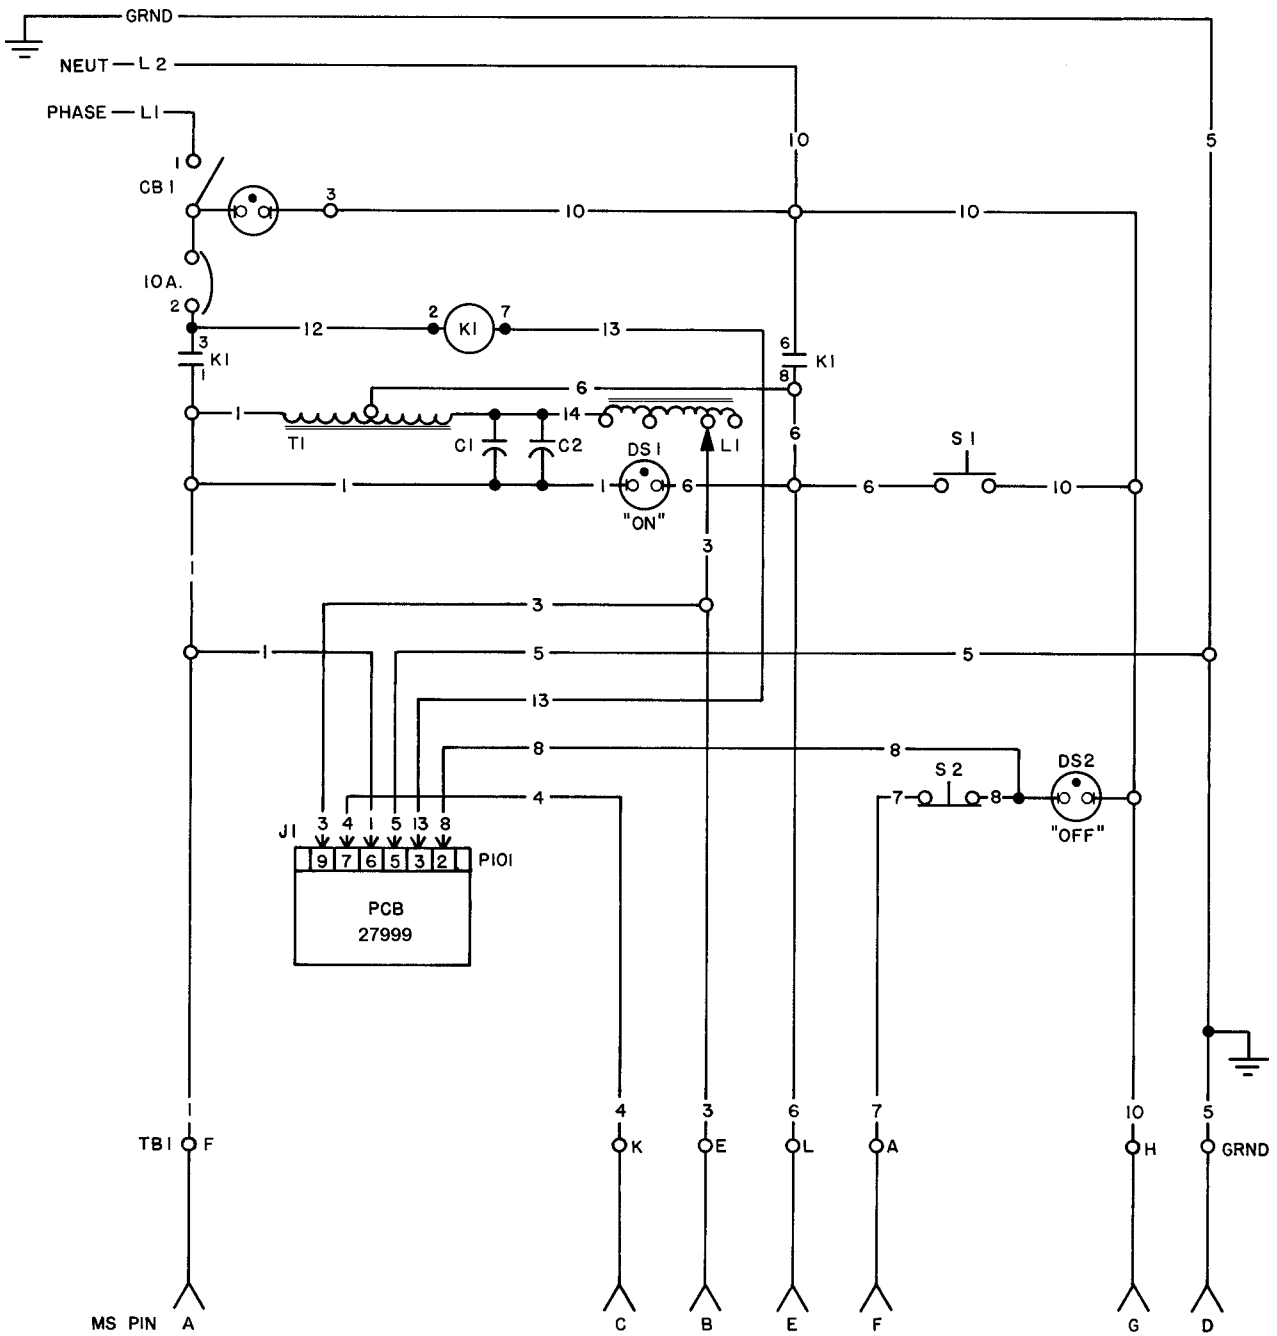 GRND
NEUT L2
PHASE L1
10 5
1
CB1
3
10 10
10A.
2
12 2 K1 7 13
3 K1 1
6 K1 8
6
1 14
T1 C1 C2 L1
DS1
6
S1
1 1 6 6 10
"ON"
3
1
3
1 5 5
13
8 8
DS2
S2
4 7 8
"OFF"
3 4 1 5 13 8
J1
9 7 6 5 3 2 P101
PCB
27999
1 4 3 6 7 10 5
TB1 F K E L A H GRND
MS PIN A C B E F G D